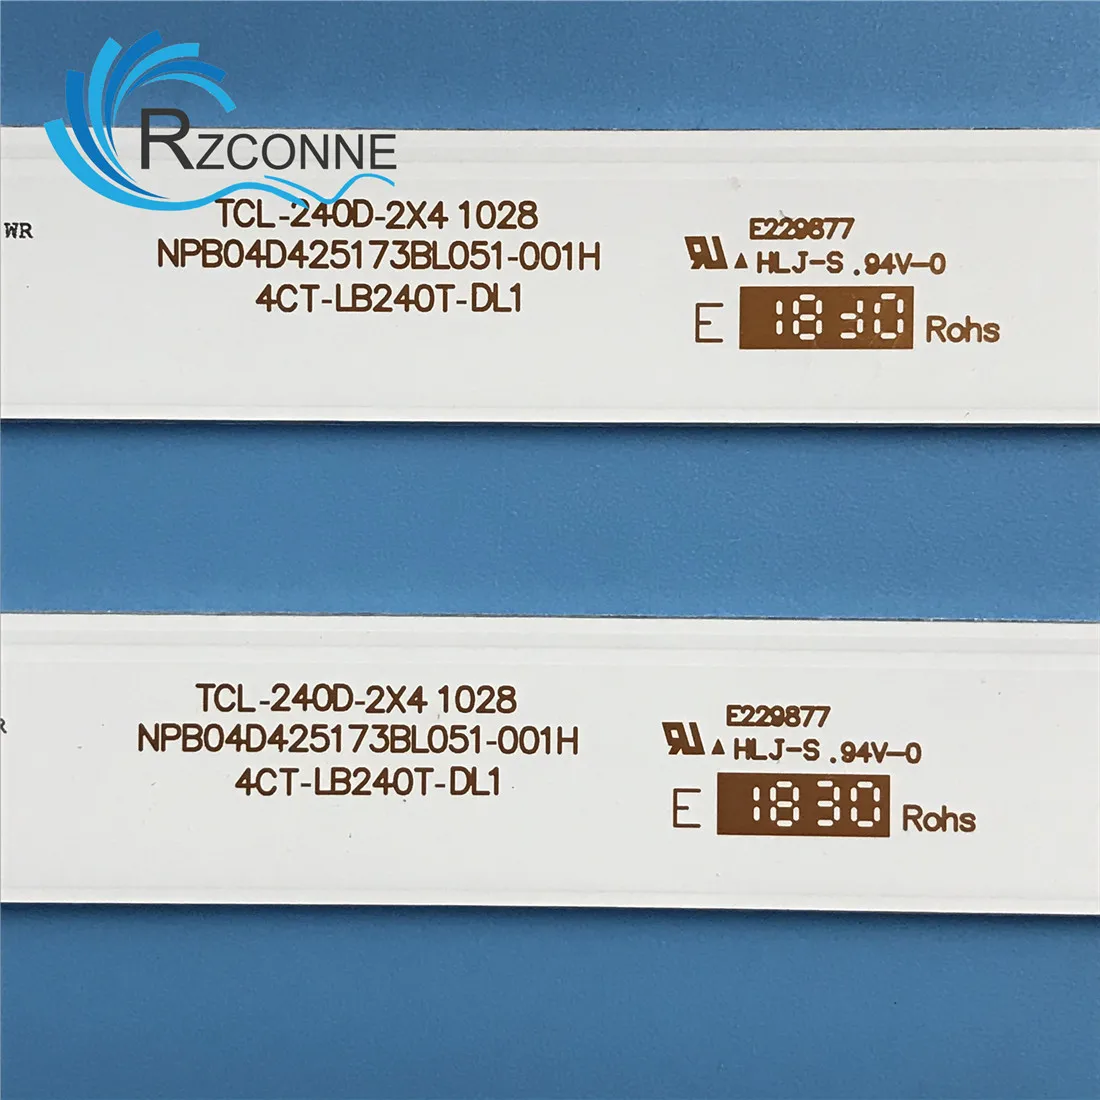 RZCONNE
WR
TCL-240D-2X4 1028
NPB04D425173BL051-001H
4CT-LB240T-DL1
E229877
HLJ-S .94V-0
E 1830 Rohs
R
TCL-240D-2X4 1028
NPB04D425173BL051-001H
4CT-LB240T-DL1
E229877
HLJ-S .94V-0
E 1830 Rohs